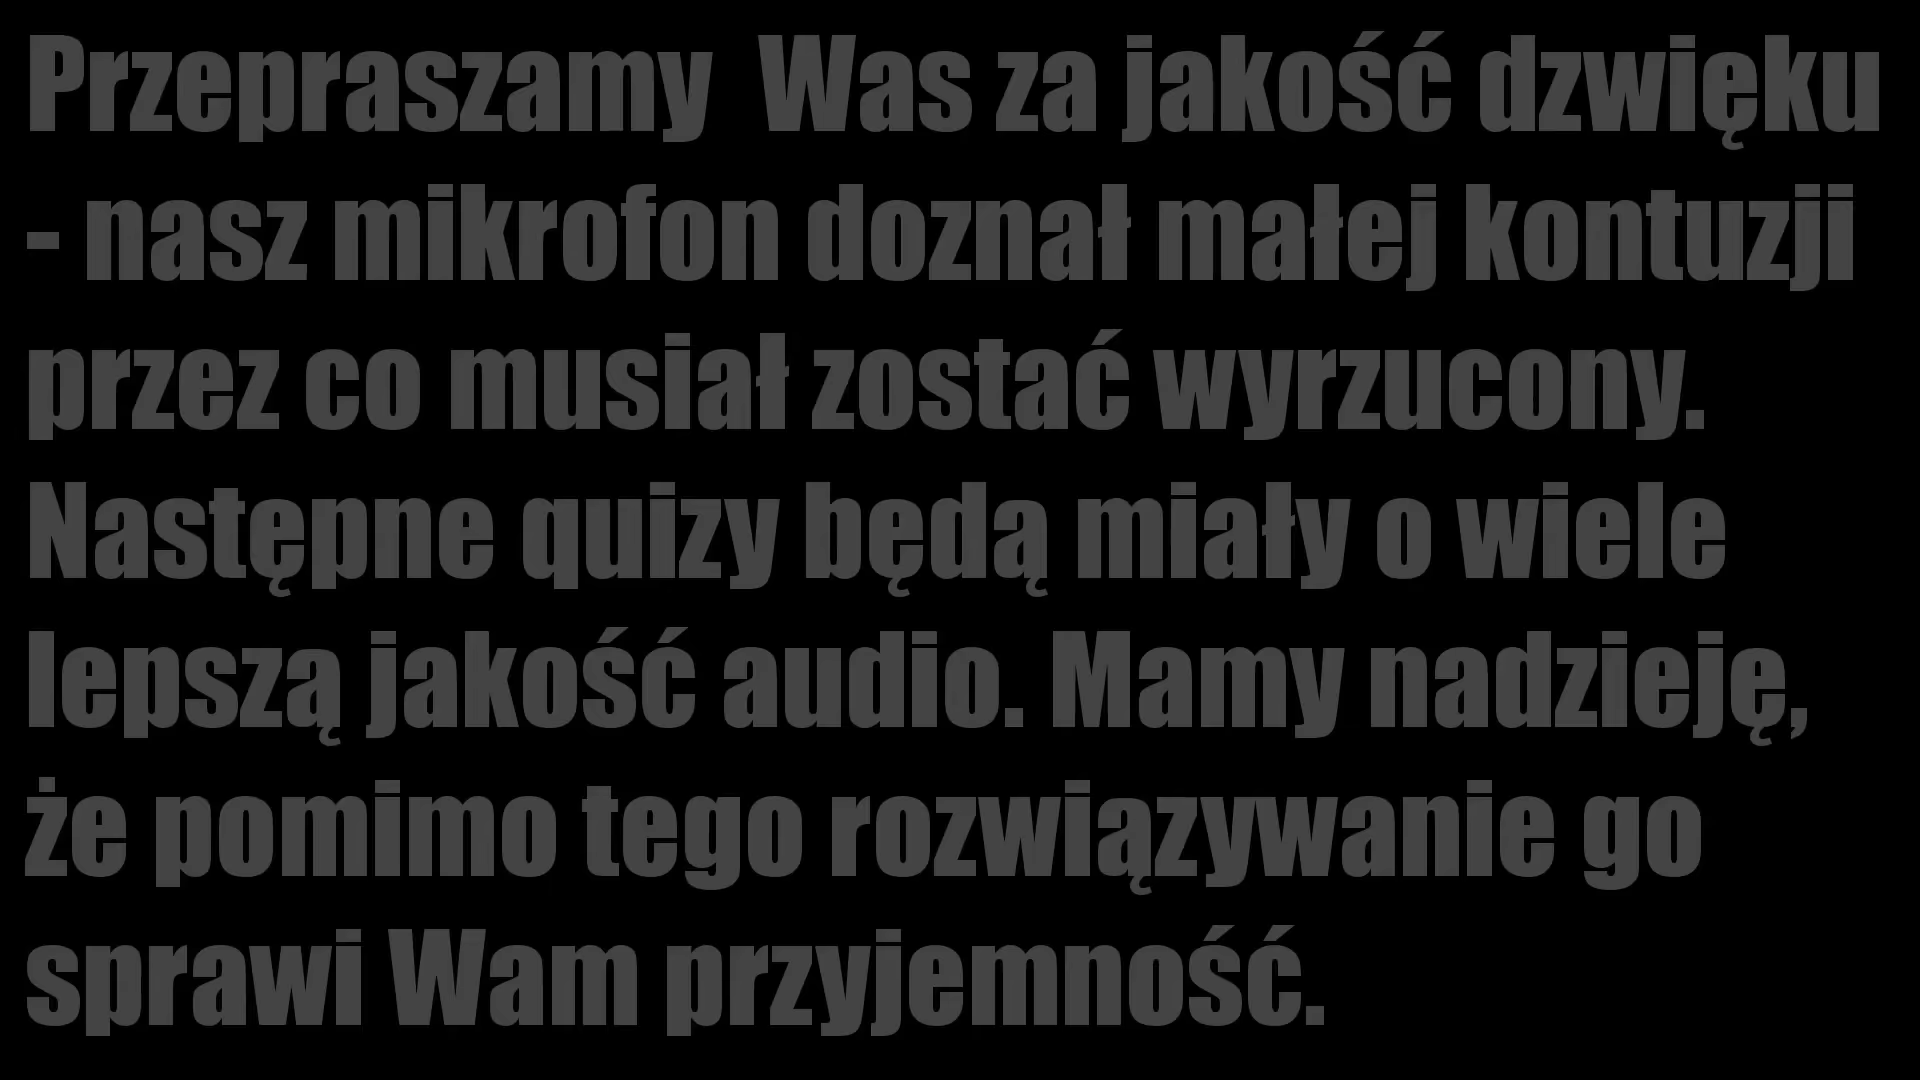 Przepraszamy  Was za jakość dzwięku
- nasz mikrofon doznał małej kontuzji
przez co musiał zostać wyrzucony.
Następne quizy będą miały o wiele
lepszą jakość audio. Mamy nadzieję,
że pomimo tego rozwiązywanie go
sprawi Wam przyjemność.